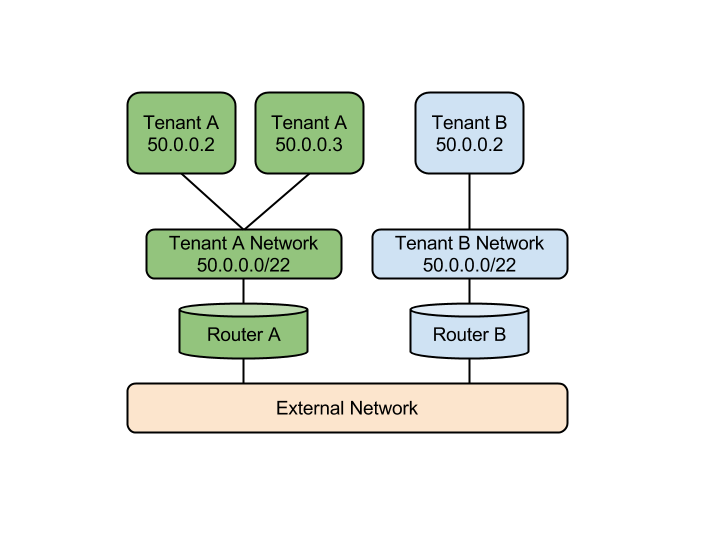 Tenant A
50.0.0.2
Tenant A
50.0.0.3
Tenant B
50.0.0.2
Tenant A Network
50.0.0.0/22
Tenant B Network
50.0.0.0/22
Router A
Router B
External Network